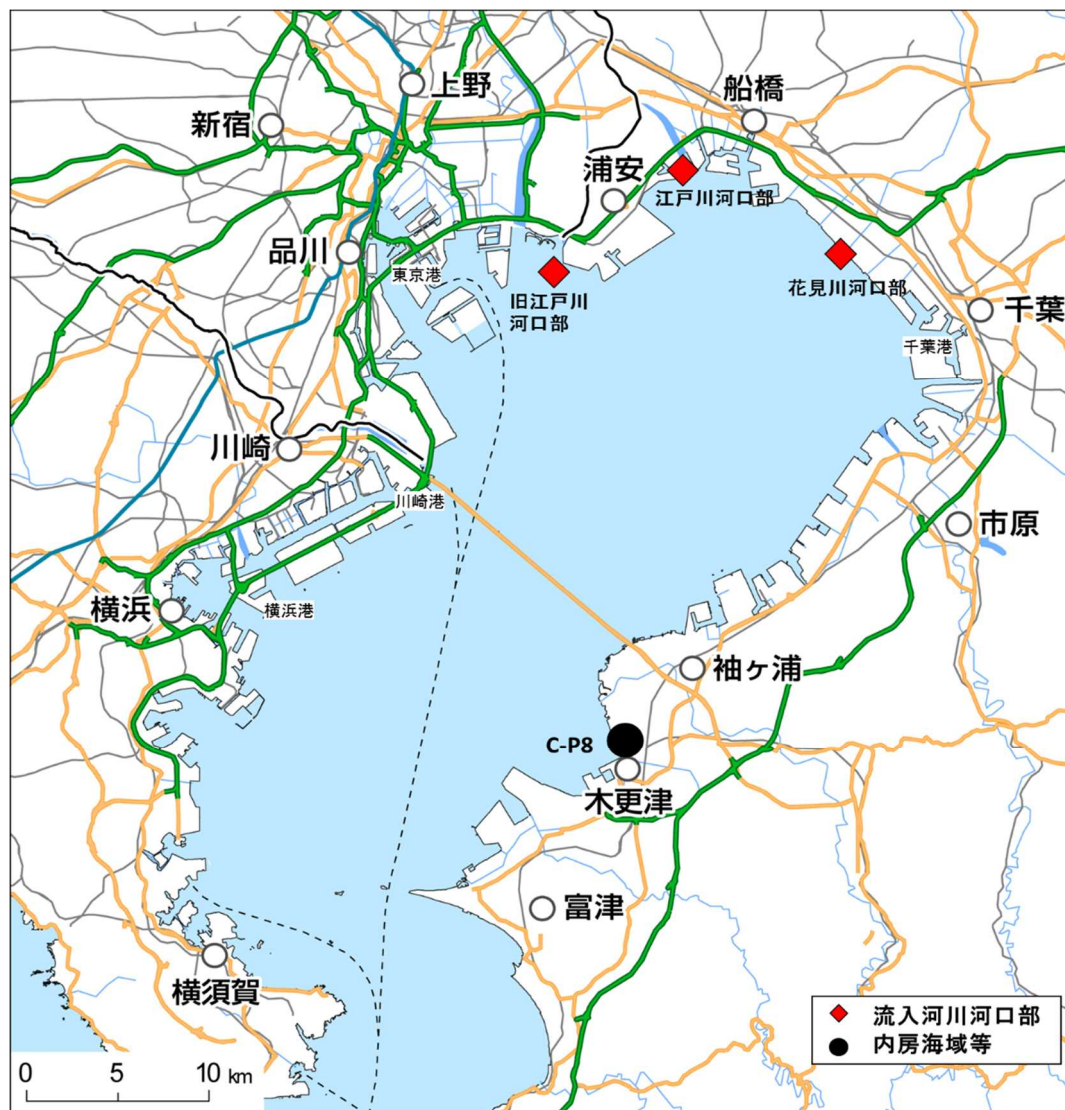 上野
船橋
新宿
浦安
江戸川河口部
品川
東京港
旧江戸川
河口部
花見川河口部
千葉
千葉港
川崎
川崎港
市原
横浜
横浜港
袖ヶ浦
C-P8
木更津
富津
横須賀
流入河川河口部
内房海域等
0 5 10 km